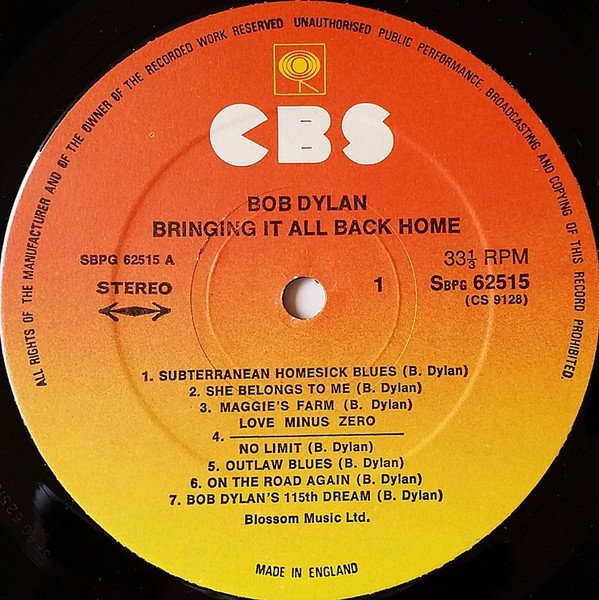 ALL RIGHTS OF THE MANUFACTURER AND OF THE OWNER OF THE RECORDED WORK RESERVED UNAUTHORISED PUBLIC PERFORMANCE, BROADCASTING AND COPYING OF THIS RECORD PROHIBITED.
CBS
BOB DYLAN
BRINGING IT ALL BACK HOME
SBPG 62515 A
33⅓ RPM
STEREO
1
SBPG 62515
(CS 9128)
1. SUBTERRANEAN HOMESICK BLUES (B. Dylan)
2. SHE BELONGS TO ME (B. Dylan)
3. MAGGIE'S FARM (B. Dylan)
LOVE MINUS ZERO
4.
NO LIMIT (B. Dylan)
5. OUTLAW BLUES (B. Dylan)
6. ON THE ROAD AGAIN (B. Dylan)
7. BOB DYLAN'S 115th DREAM (B. Dylan)
Blossom Music Ltd.
MADE IN ENGLAND